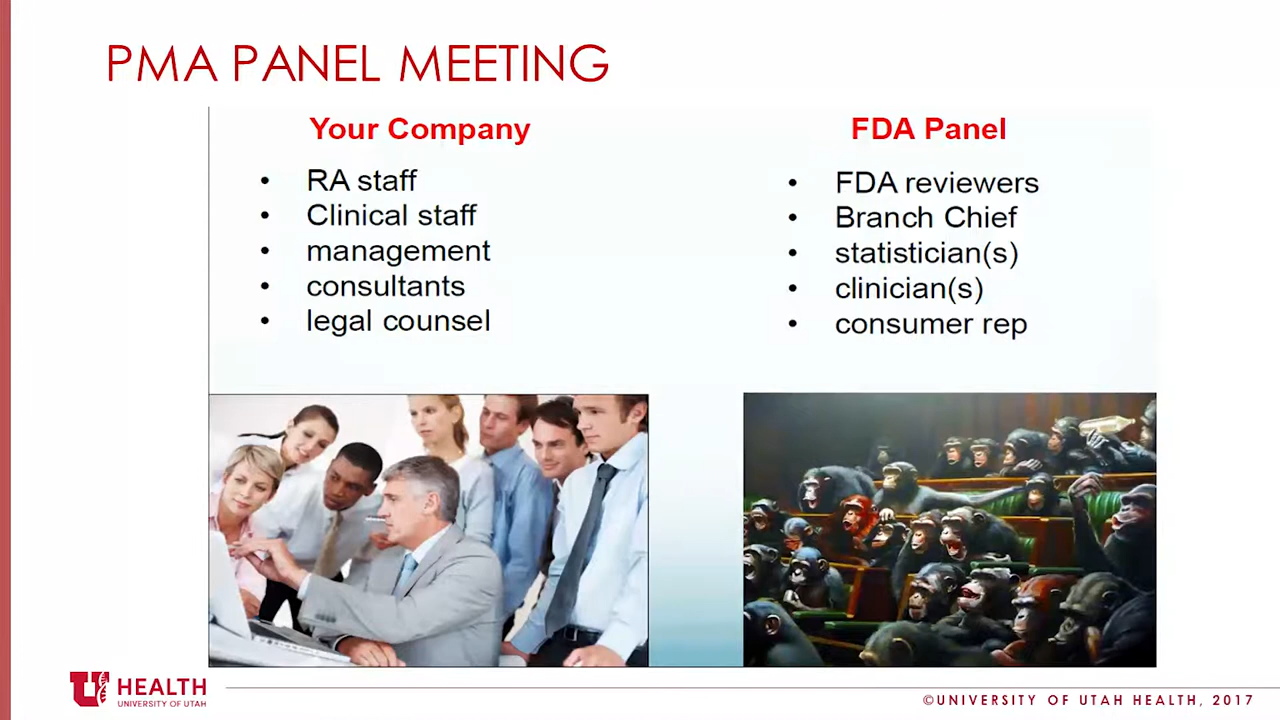 PMA PANEL MEETING
Your Company
• RA staff
• Clinical staff
• management
• consultants
• legal counsel
FDA Panel
• FDA reviewers
• Branch Chief
• statistician(s)
• clinician(s)
• consumer rep
U HEALTH
UNIVERSITY OF UTAH
©UNIVERSITY OF UTAH HEALTH, 2017